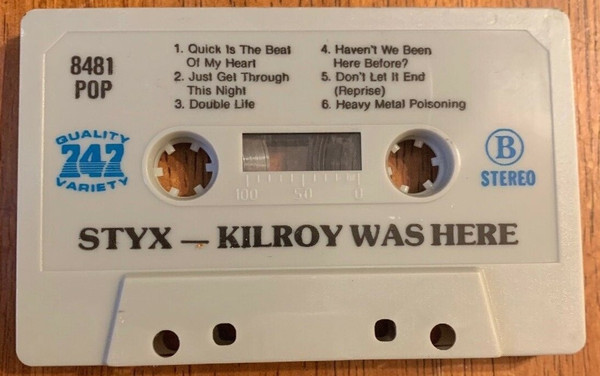 8481
POP
1. Quick Is The Beat
Of My Heart
2. Just Get Through
This Night
3. Double Life
4. Haven't We Been
Here Before?
5. Don't Let It End
(Reprise)
6. Heavy Metal Poisoning
QUALITY
747
VARIETY
100 50 0
B
STEREO
STYX — KILROY WAS HERE